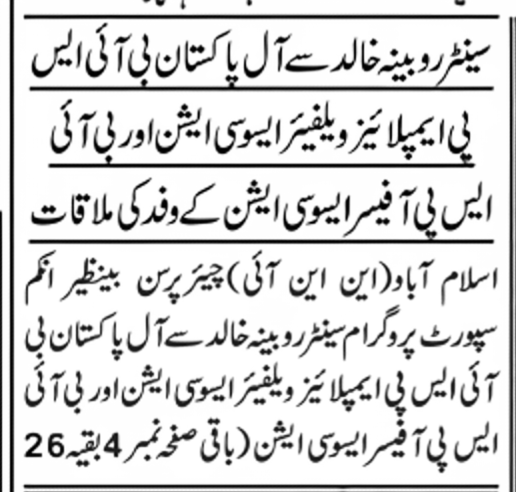 سینٹر روبینہ خالد سے آل پاکستان بی آئی ایس
پی ایمپلائیز ویلفیئر ایسوسی ایشن اور بی آئی
ایس پی آفیسر ایسوسی ایشن کے وفد کی ملاقات
اسلام آباد(این این آئی)چیئرپرسن بینظیر انکم
سپورٹ پروگرام سینٹر روبینہ خالد سے آل پاکستان بی
آئی ایس پی ایمپلائیز ویلفیئر ایسوسی ایشن اور بی آئی
ایس پی آفیسر ایسوسی ایشن (باقی صفحہ نمبر 4 بقیہ 26